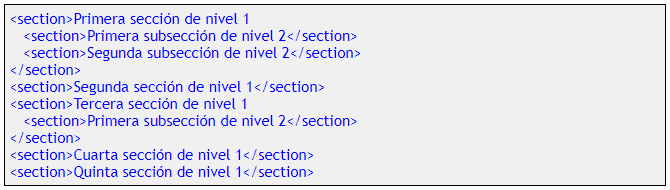 <section>Primera sección de nivel 1
<section>Primera subsección de nivel 2</section>
<section>Segunda subsección de nivel 2</section>
</section>
<section>Segunda sección de nivel 1</section>
<section>Tercera sección de nivel 1
<section>Primera subsección de nivel 2</section>
</section>
<section>Cuarta sección de nivel 1</section>
<section>Quinta sección de nivel 1</section>